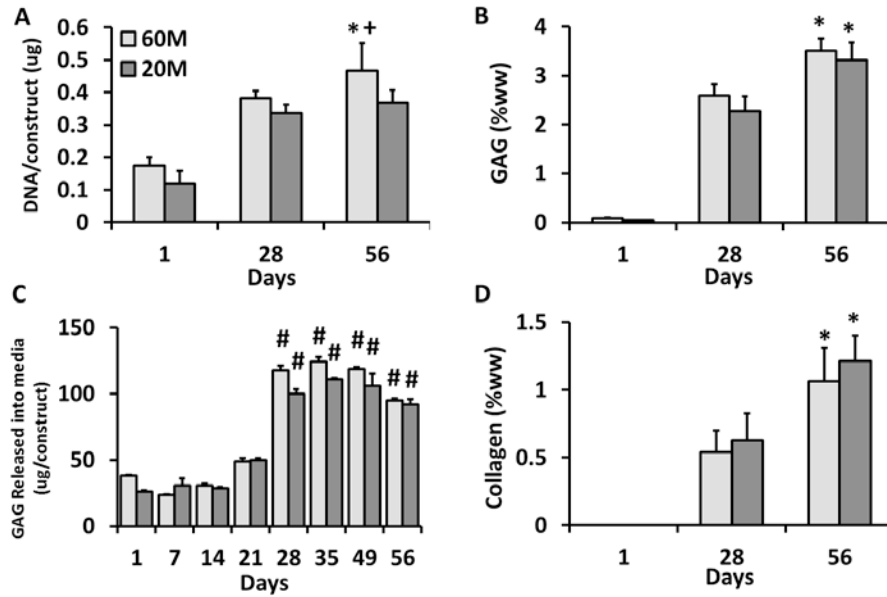 A
DNA/construct (ug)
0.6
0.5
0.4
0.3
0.2
0.1
0
60M
20M
*+
1 28 56
Days
B
GAG (%ww)
4
3
2
1
0
* *
1 28 56
Days
C
GAG Released into media
(ug/construct)
150
100
50
0
# # # # # # # #
1 7 14 21 28 35 49 56
Days
D
Collagen (%ww)
1.5
1
0.5
0
* *
1 28 56
Days